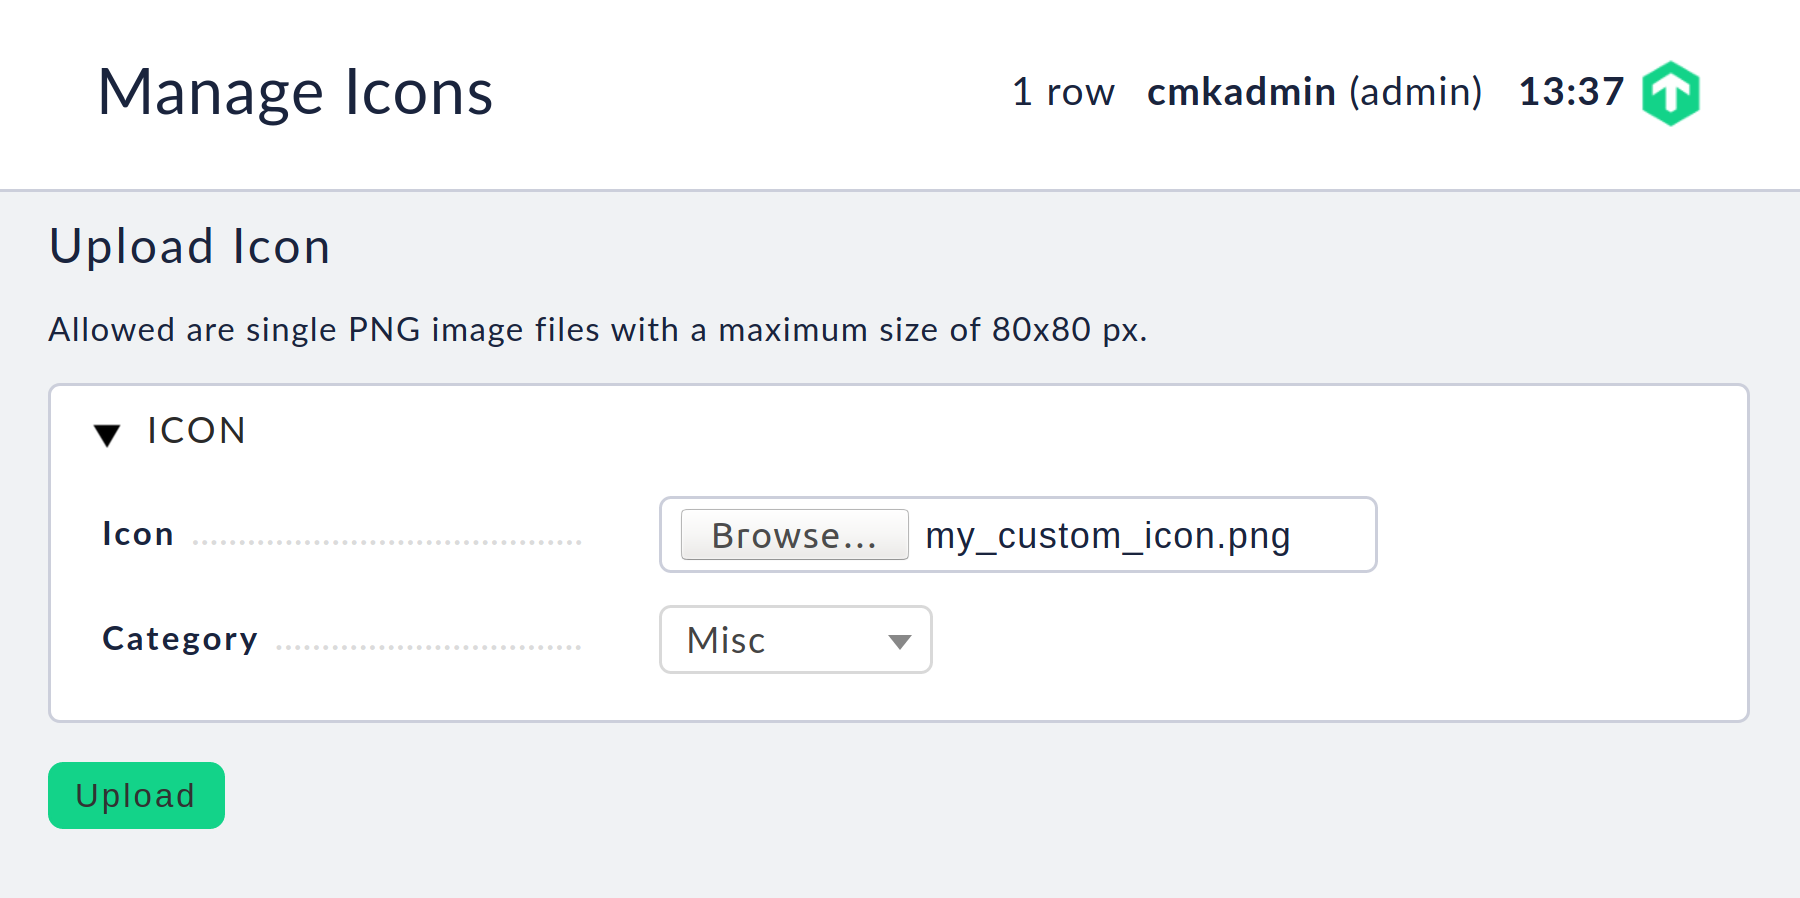 Manage Icons 1 row cmkadmin (admin) 13:37
Upload Icon
Allowed are single PNG image files with a maximum size of 80x80 px.
ICON
Icon Browse... my_custom_icon.png
Category Misc
Upload